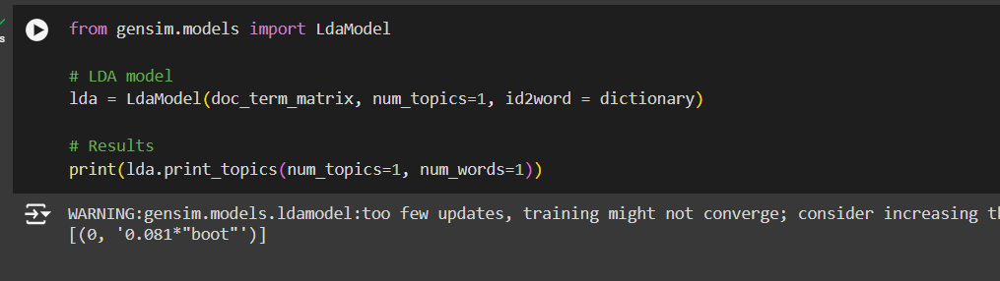 s
from gensim.models import LdaModel
# LDA model
lda = LdaModel(doc_term_matrix, num_topics=1, id2word = dictionary)
# Results
print(lda.print_topics(num_topics=1, num_words=1))
WARNING:gensim.models.ldamodel:too few updates, training might not converge; consider increasing
[(0, '0.081*"boot"')]